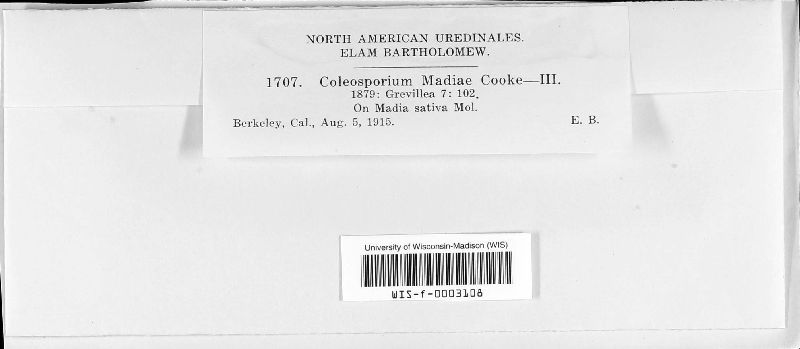 NORTH AMERICAN UREDINALES.
ELAM BARTHOLOMEW.
1707. Coleosporium Madiae Cooke—III.
1879: Grevillea 7: 102.
On Madia sativa Mol.
Berkeley, Cal., Aug. 5, 1915. E. B.
University of Wisconsin-Madison (WIS)
WIS-f-0003108